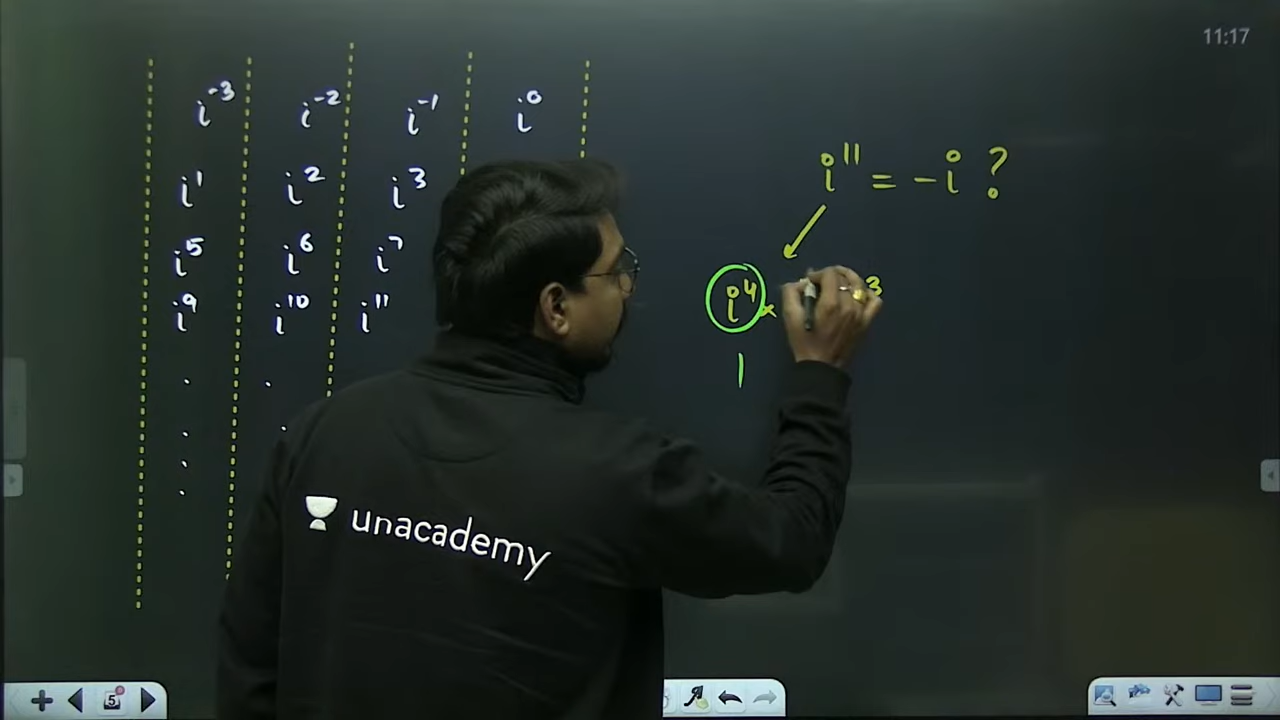 11:17
i⁻³ i⁻² i⁻¹ i⁰
i¹ i² i³
i⁵ i⁶ i⁷
i⁹ i¹⁰ i¹¹
i¹¹ = -i ?
i⁴ × 3
1
unacademy
5